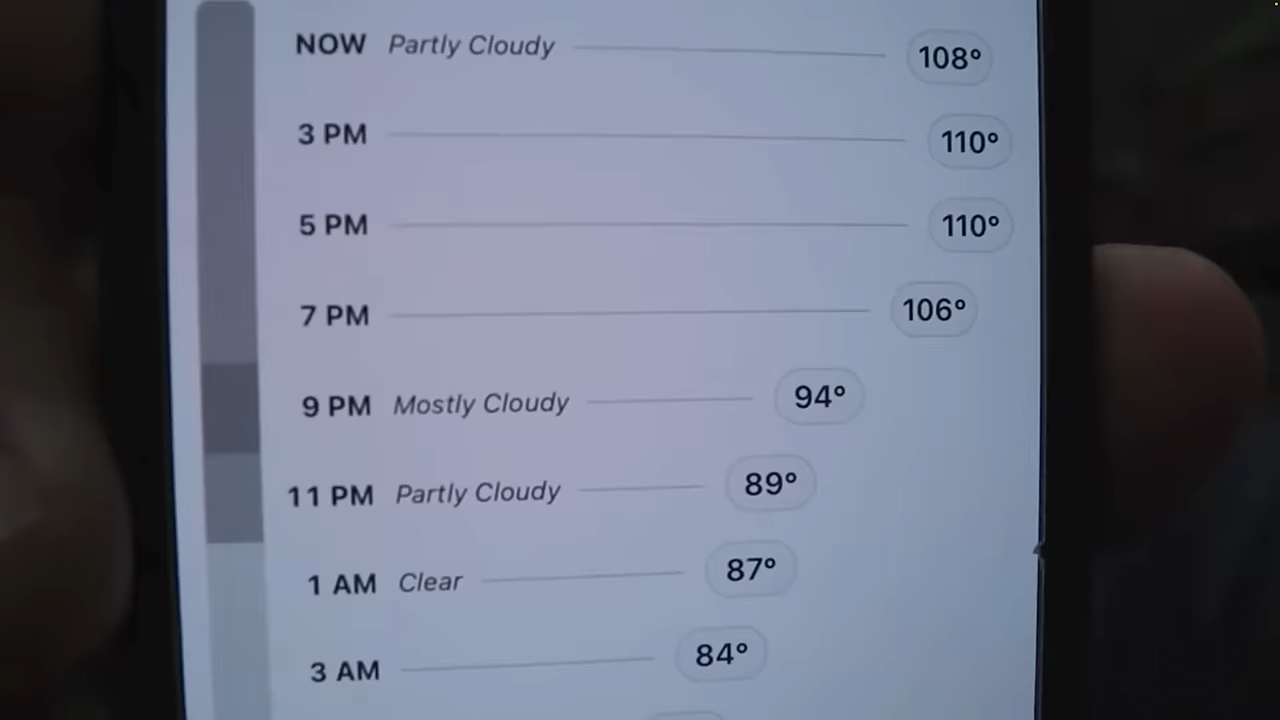 NOW Partly Cloudy 108°
3 PM 110°
5 PM 110°
7 PM 106°
9 PM Mostly Cloudy 94°
11 PM Partly Cloudy 89°
1 AM Clear 87°
3 AM 84°